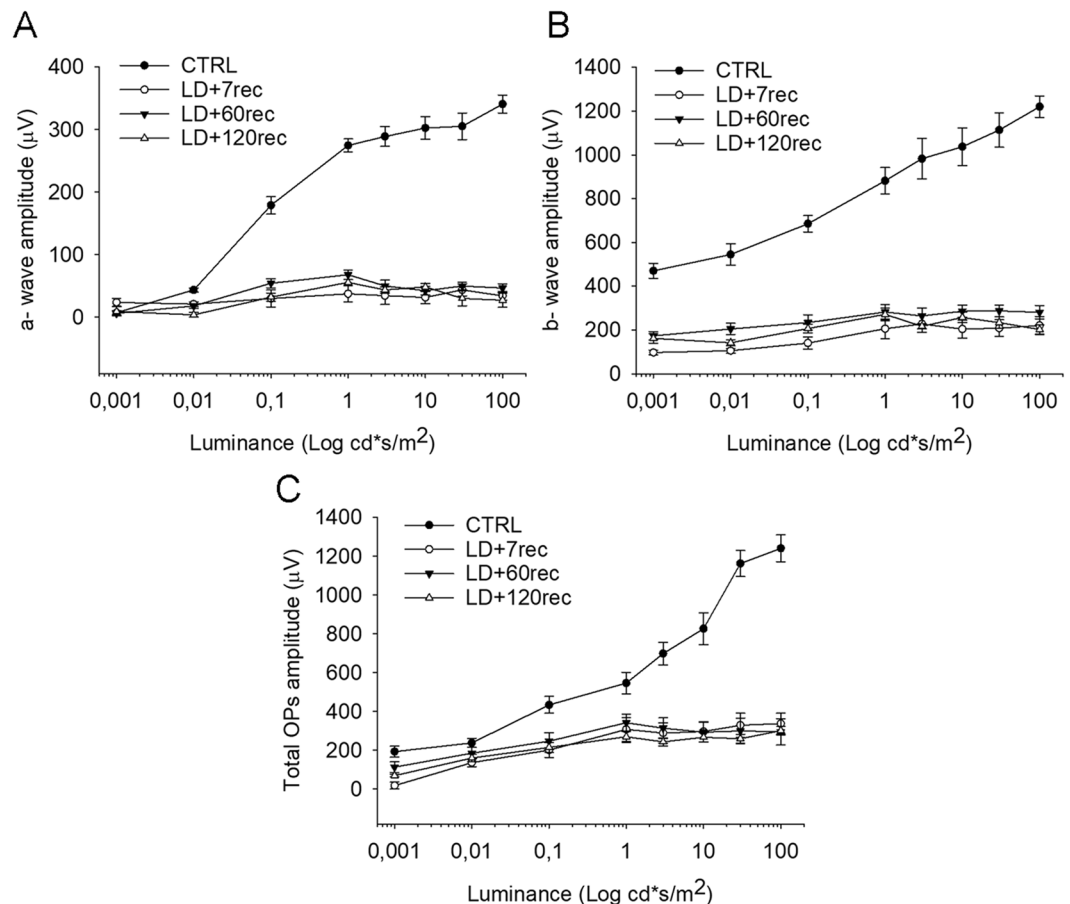 A
a- wave amplitude (μV)
400
300
200
100
0
CTRL
LD+7rec
LD+60rec
LD+120rec
0,001 0,01 0,1 1 10 100
Luminance (Log cd*s/m²)
B
b- wave amplitude (μV)
1400
1200
1000
800
600
400
200
0
CTRL
LD+7rec
LD+60rec
LD+120rec
0,001 0,01 0,1 1 10 100
Luminance (Log cd*s/m²)
C
Total OPs amplitude (μV)
1400
1200
1000
800
600
400
200
0
CTRL
LD+7rec
LD+60rec
LD+120rec
0,001 0,01 0,1 1 10 100
Luminance (Log cd*s/m²)